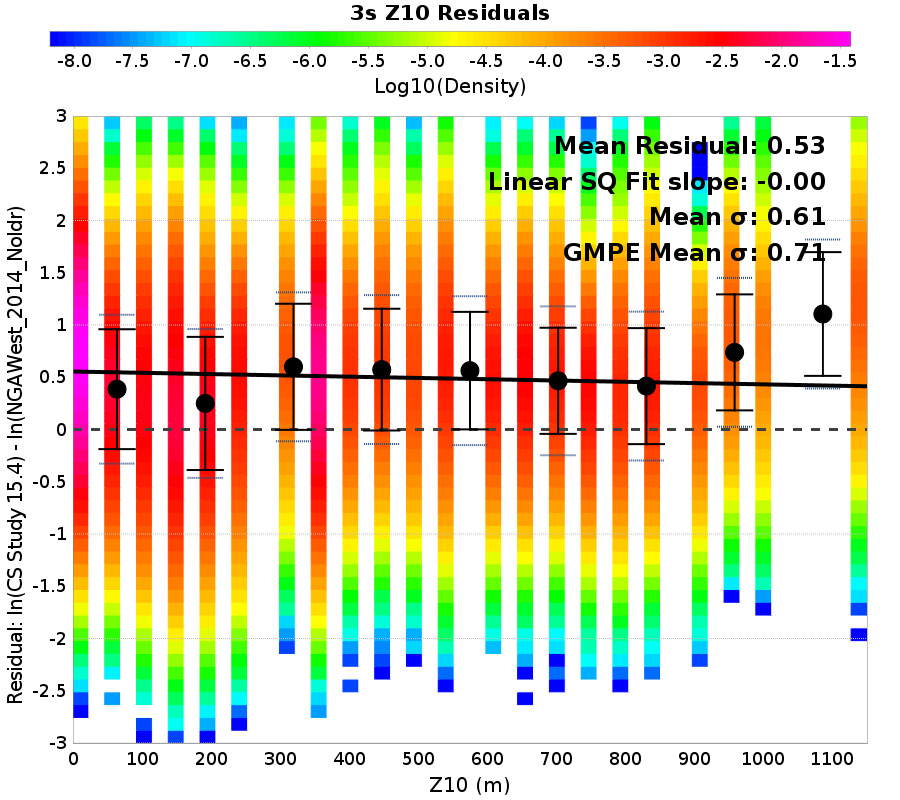 3s Z10 Residuals
-8.0 -7.5 -7.0 -6.5 -6.0 -5.5 -5.0 -4.5 -4.0 -3.5 -3.0 -2.5 -2.0 -1.5
Log10(Density)
Mean Residual: 0.53
Linear SQ Fit slope: -0.00
Mean σ: 0.61
GMPE Mean σ: 0.71
Residual: ln(CS Study 15.4) - ln(NGAWest_2014_NoIdr)
3
2.5
2
1.5
1
0.5
0
-0.5
-1
-1.5
-2
-2.5
-3
0 100 200 300 400 500 600 700 800 900 1000 1100
Z10 (m)